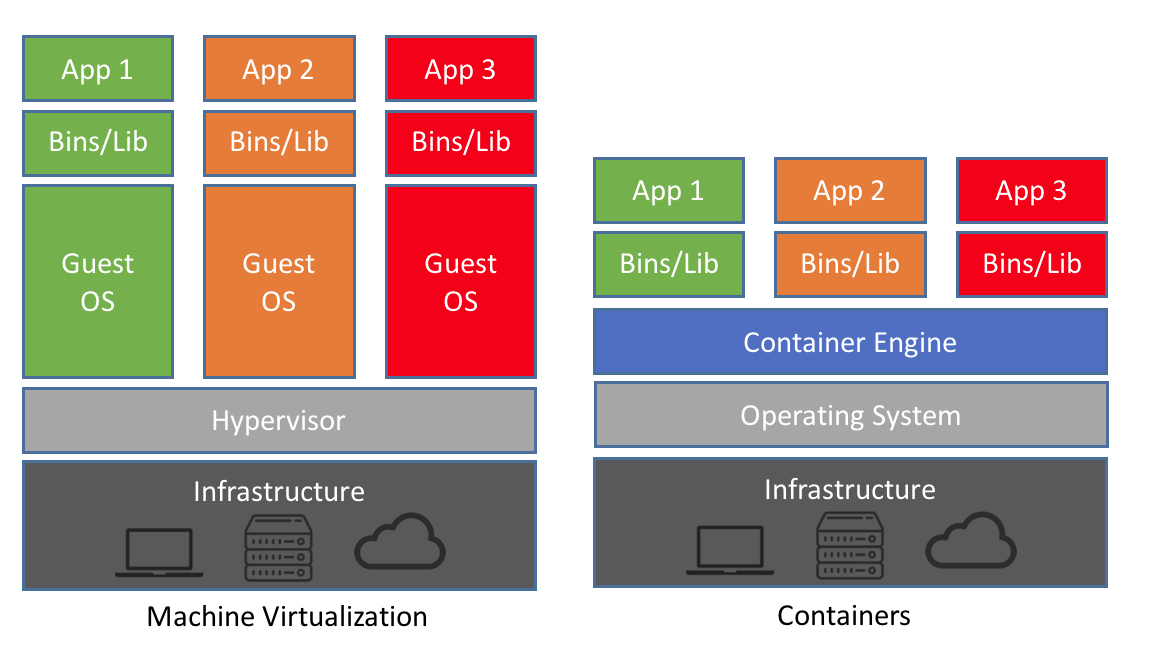 App 1
App 2
App 3
Bins/Lib
Bins/Lib
Bins/Lib
Guest
OS
Guest
OS
Guest
OS
Hypervisor
Infrastructure
Machine Virtualization
App 1
App 2
App 3
Bins/Lib
Bins/Lib
Bins/Lib
Container Engine
Operating System
Infrastructure
Containers